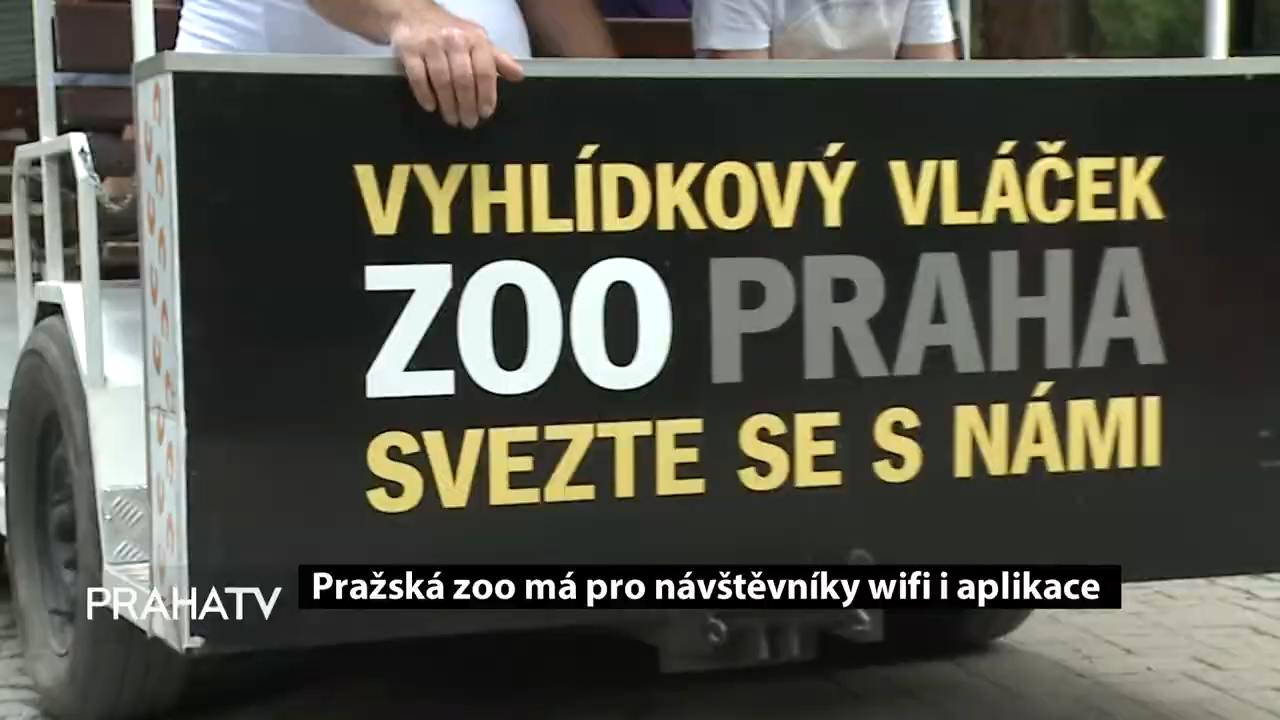 VYHLÍDKOVÝ VLÁČEK
ZOO PRAHA
SVEZTE SE S NÁMI
PRAHATV
Pražská zoo má pro návštěvníky wifi i aplikace